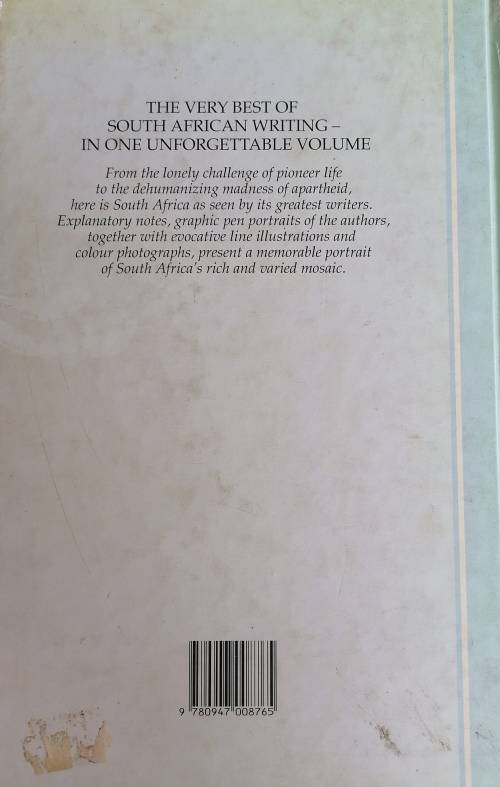 THE VERY BEST OF
SOUTH AFRICAN WRITING –
IN ONE UNFORGETTABLE VOLUME
From the lonely challenge of pioneer life
to the dehumanizing madness of apartheid,
here is South Africa as seen by its greatest writers.
Explanatory notes, graphic pen portraits of the authors,
together with evocative line illustrations and
colour photographs, present a memorable portrait
of South Africa's rich and varied mosaic.
9 780947 008765